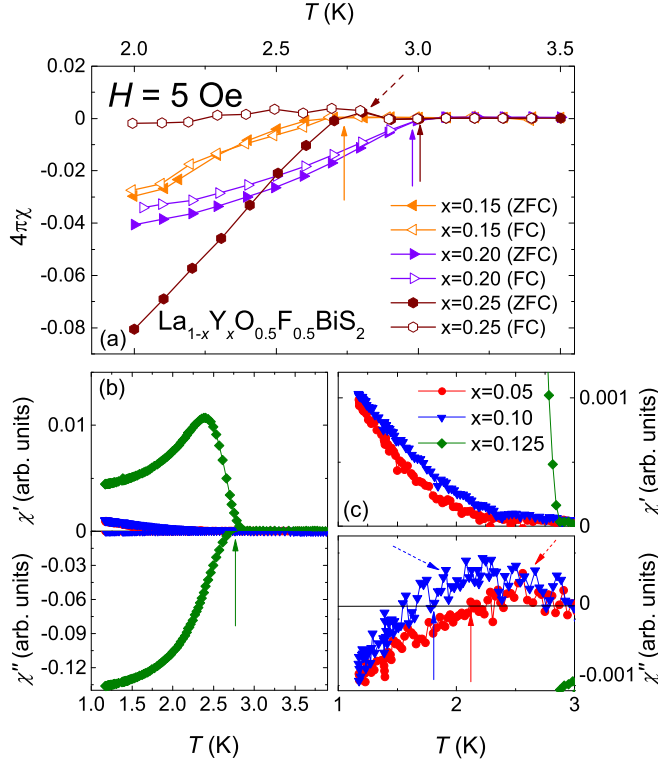 T (K)
2.0 2.5 3.0 3.5
0.02
0
-0.02
-0.04
-0.06
-0.08
4πχ
H = 5 Oe
x=0.15 (ZFC)
x=0.15 (FC)
x=0.20 (ZFC)
x=0.20 (FC)
x=0.25 (ZFC)
x=0.25 (FC)
(a) La₁₋ₓYₓO₀.₅F₀.₅BiS₂
(b)
χ′ (arb. units)
0.01
0
χ″ (arb. units)
-0.03
-0.06
-0.09
-0.12
1.0 1.5 2.0 2.5 3.0 3.5
T (K)
x=0.05
x=0.10
x=0.125
(c)
0.001
0
χ′ (arb. units)
0
-0.001
χ″ (arb. units)
1 2 3
T (K)